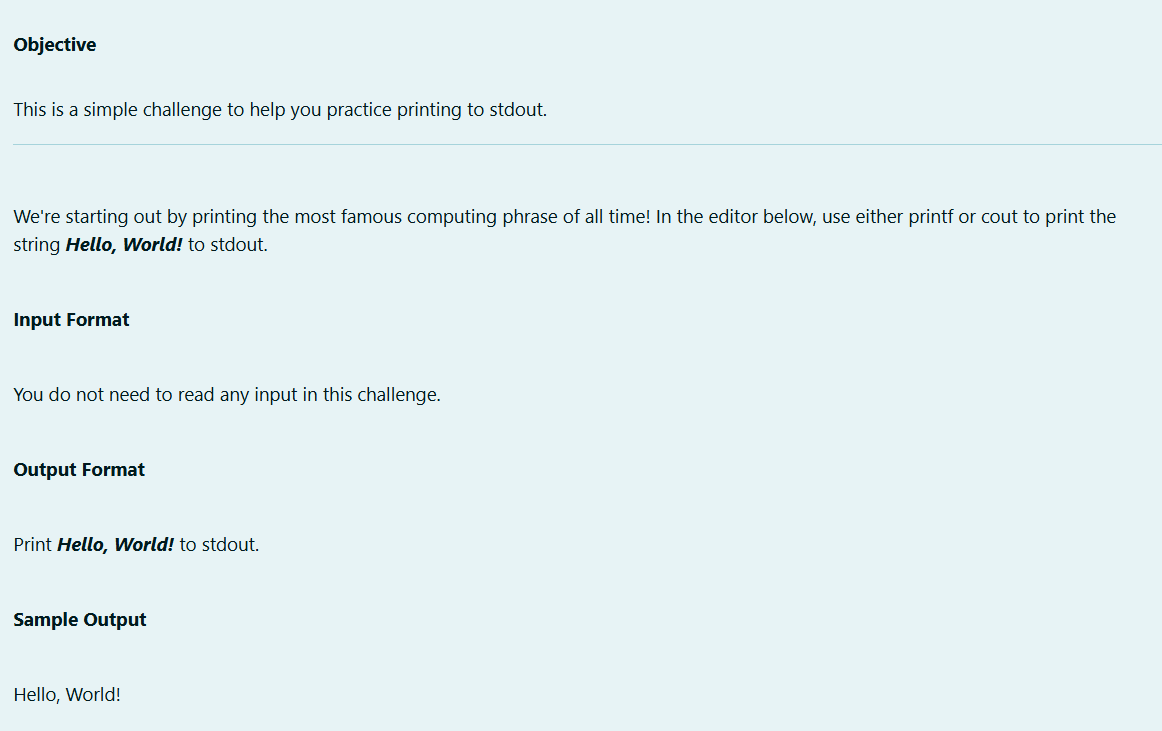 Objective
This is a simple challenge to help you practice printing to stdout.
We're starting out by printing the most famous computing phrase of all time! In the editor below, use either printf or cout to print the
string Hello, World! to stdout.
Input Format
You do not need to read any input in this challenge.
Output Format
Print Hello, World! to stdout.
Sample Output
Hello, World!